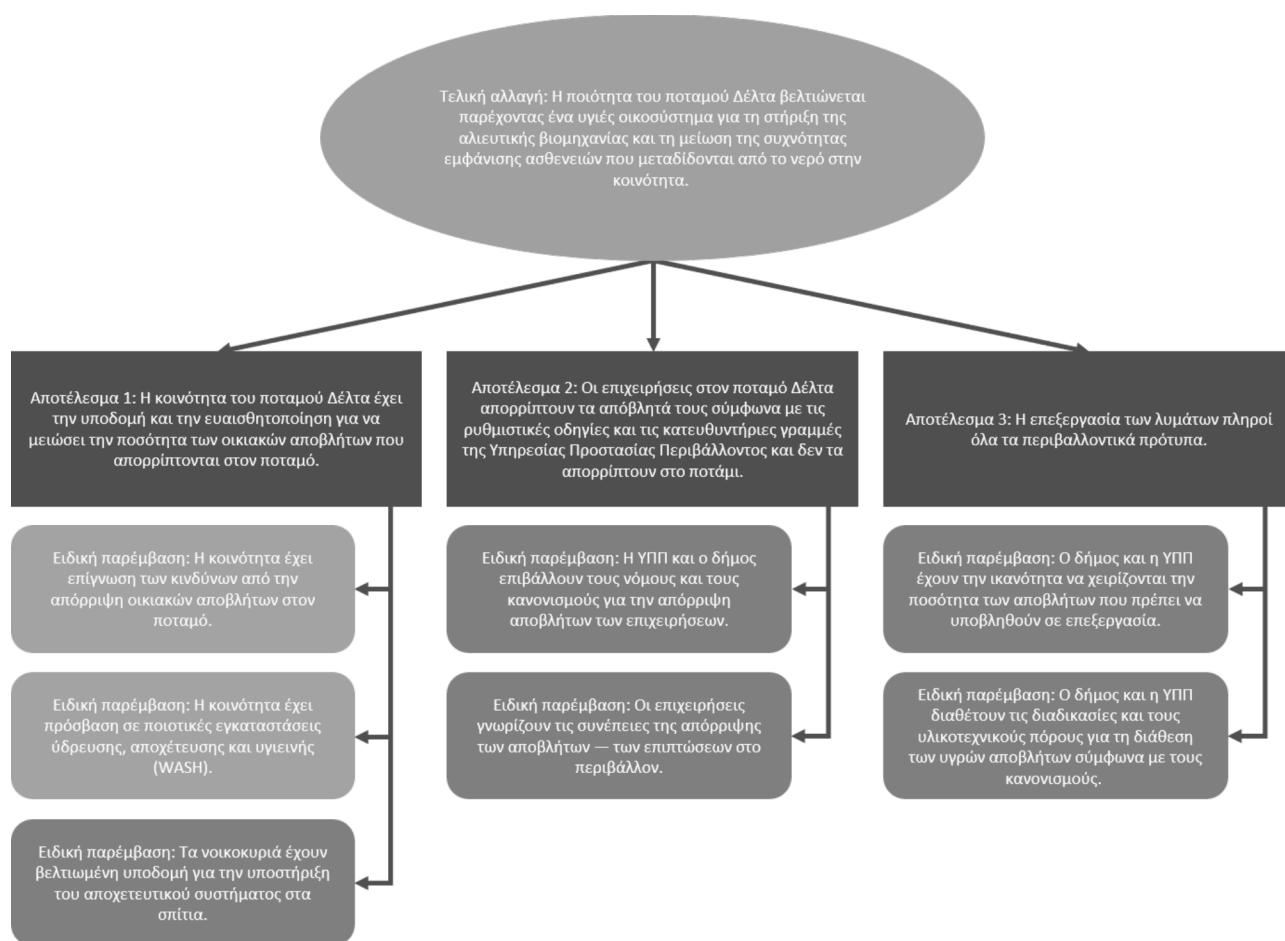 Τελική αλλαγή: Η ποιότητα του ποταμού Δέλτα βελτιώνεται
παρέχοντας ένα υγιές οικοσύστημα για τη στήριξη της
αλιευτικής βιομηχανίας και τη μείωση της συχνότητας
εμφάνισης ασθενειών που μεταδίδονται από το νερό στην
κοινότητα.
Αποτέλεσμα 1: Η κοινότητα του ποταμού Δέλτα έχει
την υποδομή και την ευαισθητοποίηση για να
μειώσει την ποσότητα των οικιακών αποβλήτων που
απορρίπτονται στον ποταμό.
Ειδική παρέμβαση: Η κοινότητα έχει
επίγνωση των κινδύνων από την
απόρριψη οικιακών αποβλήτων στον
ποταμό.
Ειδική παρέμβαση: Η κοινότητα έχει
πρόσβαση σε ποιοτικές εγκαταστάσεις
ύδρευσης, αποχέτευσης και υγιεινής
(WASH).
Ειδική παρέμβαση: Τα νοικοκυριά έχουν
βελτιωμένη υποδομή για την υποστήριξη
του αποχετευτικού συστήματος στα
σπίτια.
Αποτέλεσμα 2: Οι επιχειρήσεις στον ποταμό Δέλτα
απορρίπτουν τα απόβλητά τους σύμφωνα με τις
ρυθμιστικές οδηγίες και τις κατευθυντήριες γραμμές
της Υπηρεσίας Προστασίας Περιβάλλοντος και δεν τα
απορρίπτουν στο ποτάμι.
Ειδική παρέμβαση: Η ΥΠΠ και ο δήμος
επιβάλλουν τους νόμους και τους
κανονισμούς για την απόρριψη
αποβλήτων των επιχειρήσεων.
Ειδική παρέμβαση: Οι επιχειρήσεις
γνωρίζουν τις συνέπειες της απόρριψης
των αποβλήτων — των επιπτώσεων στο
περιβάλλον.
Αποτέλεσμα 3: Η επεξεργασία των λυμάτων πληροί
όλα τα περιβαλλοντικά πρότυπα.
Ειδική παρέμβαση: Ο δήμος και η ΥΠΠ
έχουν την ικανότητα να χειρίζονται την
ποσότητα των αποβλήτων που πρέπει να
υποβληθούν σε επεξεργασία.
Ειδική παρέμβαση: Ο δήμος και η ΥΠΠ
διαθέτουν τις διαδικασίες και τους
υλικοτεχνικούς πόρους για τη διάθεση
των υγρών αποβλήτων σύμφωνα με τους
κανονισμούς.